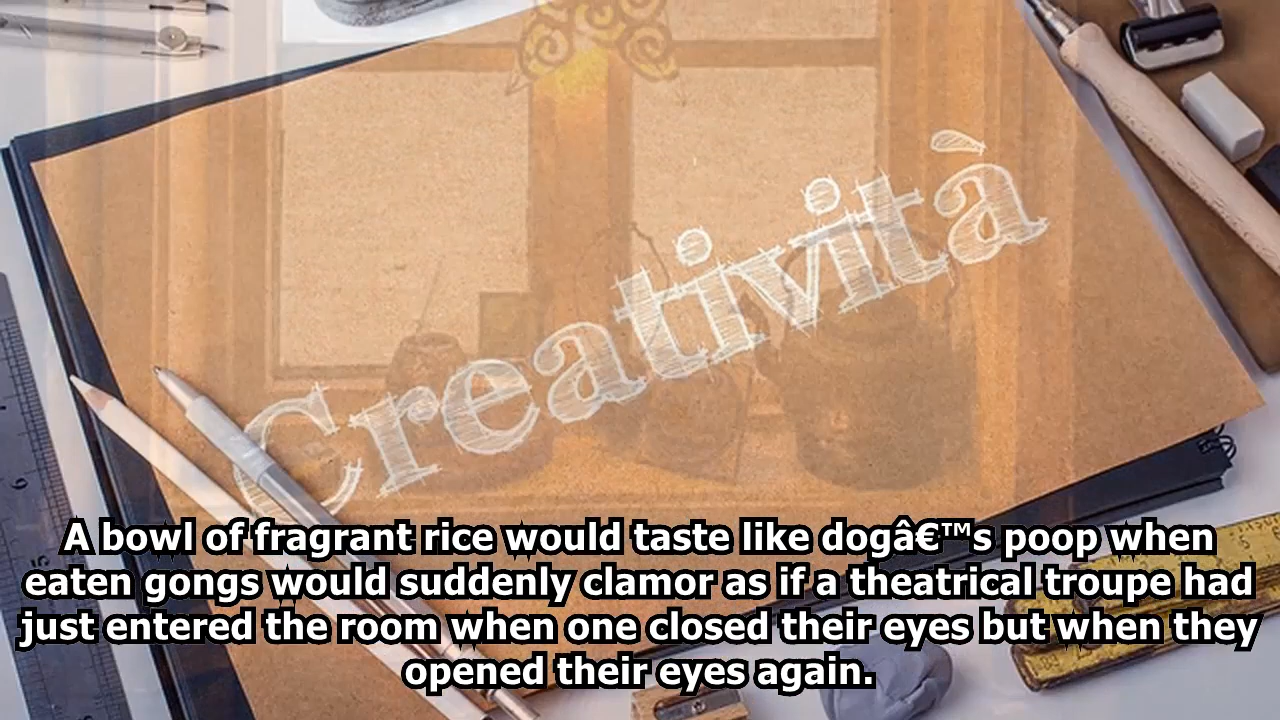 Creatività
A bowl of fragrant rice would taste like dogâ€™s poop when
eaten gongs would suddenly clamor as if a theatrical troupe had
just entered the room when one closed their eyes but when they
opened their eyes again.